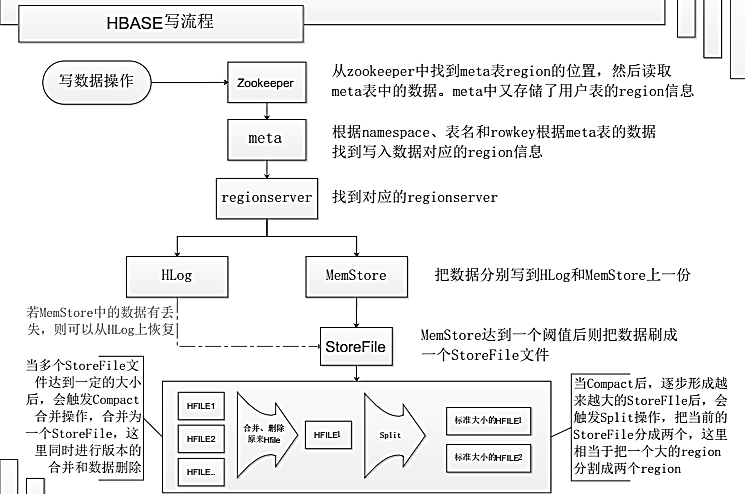 HBASE写流程
写数据操作
Zookeeper
从zookeeper中找到meta表region的位置，然后读取
meta表中的数据。meta中又存储了用户表的region信息
meta
根据namespace、表名和rowkey根据meta表的数据
找到写入数据对应的region信息
regionserver
找到对应的regionserver
HLog
MemStore
把数据分别写到HLog和MemStore上一份
若MemStore中的数据有丢
失，则可以从HLog上恢复
StoreFile
MemStore达到一个阈值后则把数据刷成
一个StoreFile文件
当多个StoreFile文
件达到一定的大小
后，会触发Compact
合并操作，合并为
一个StoreFile，这
里同时进行版本的
合并和数据删除
HFILE1
HFILE2
HFILE..
合并、删除
原来Hfile
HFILE1
Split
标准大小的HFILE1
标准大小的HFILE2
当Compact后，逐步形成越
来越大的StoreFIle后，会
触发Split操作，把当前的
StoreFile分成两个，这里
相当于把一个大的region
分割成两个region